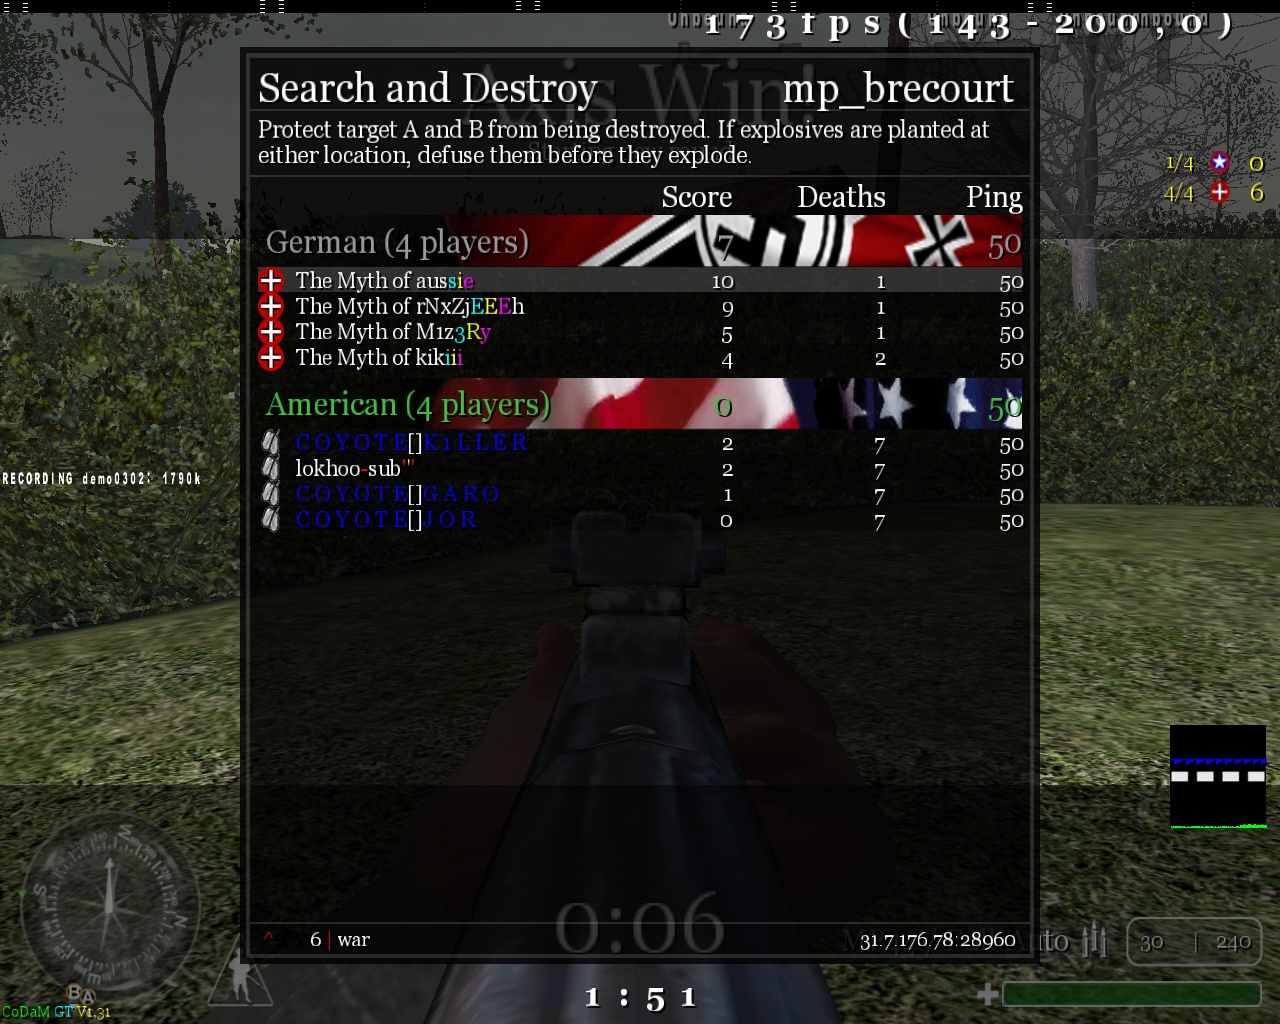 173fps(143-200,0)
Axis Win!
Search and Destroy mp_brecourt
Protect target A and B from being destroyed. If explosives are planted at
either location, defuse them before they explode.
1/4 0
4/4 6
Score Deaths Ping
German (4 players) 7 50
The Myth of aussie 10 1 50
The Myth of rNxZjEEEh 9 1 50
The Myth of M1z3Ry 5 1 50
The Myth of kikiii 4 2 50
American (4 players) 0 50
COYOTE[]K1LLER 2 7 50
lokhoo-sub''' 2 7 50
RECORDING demo0302: 1790k
COYOTE[]GARO 1 7 50
COYOTE[]JOR 0 7 50
0:06
^ 6 | war 31.7.176.78:28960
Auto 30 | 240
B A
1:51
CoDaM GT V1.31